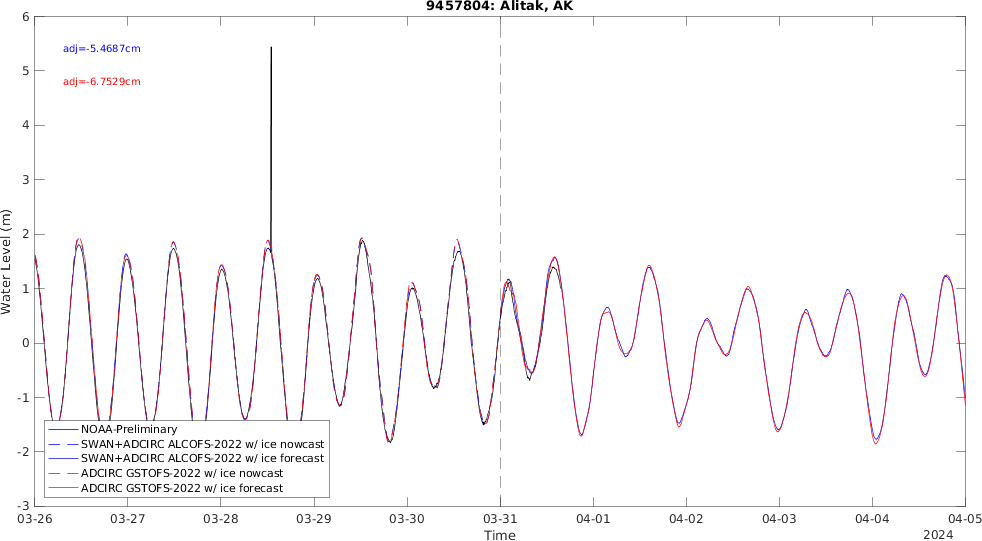 9457804: Alitak, AK
adj=-5.4687cm
adj=-6.7529cm
Water Level (m)
6
5
4
3
2
1
0
-1
-2
-3
NOAA-Preliminary
SWAN+ADCIRC ALCOFS-2022 w/ ice nowcast
SWAN+ADCIRC ALCOFS-2022 w/ ice forecast
ADCIRC GSTOFS-2022 w/ ice nowcast
ADCIRC GSTOFS-2022 w/ ice forecast
03-26 03-27 03-28 03-29 03-30 03-31 04-01 04-02 04-03 04-04 04-05
Time
2024